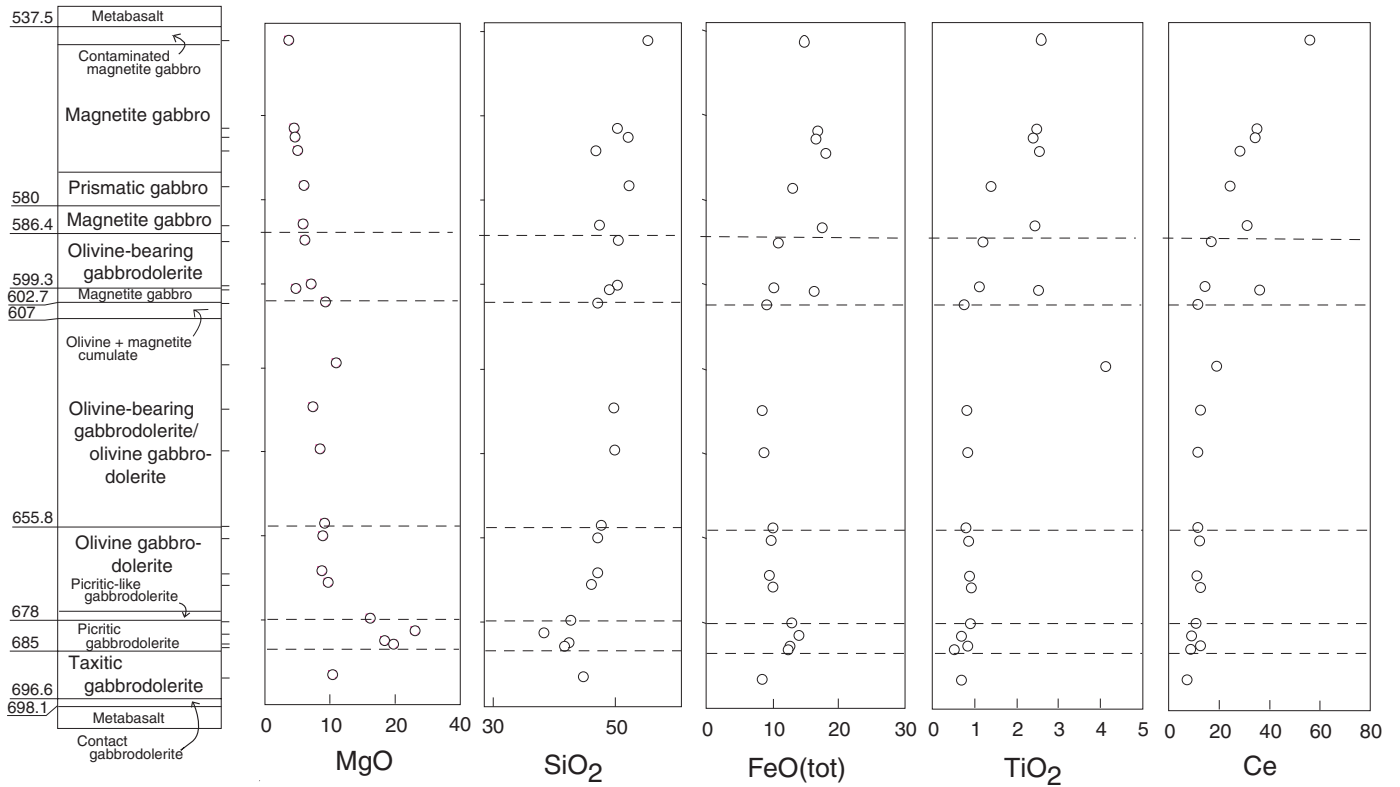 537.5
Metabasalt
Contaminated
magnetite gabbro
Magnetite gabbro
Prismatic gabbro
580
Magnetite gabbro
586.4
Olivine-bearing
gabbrodolerite
599.3
Magnetite gabbro
602.7
607
Olivine + magnetite
cumulate
Olivine-bearing
gabbrodolerite/
olivine gabbro-
dolerite
655.8
Olivine gabbro-
dolerite
Picritic-like
gabbrodolerite
678
Picritic
gabbrodolerite
685
Taxitic
gabbrodolerite
696.6
698.1
Metabasalt
Contact
gabbrodolerite
0 10 20 40
MgO
30 50
SiO2
0 10 20 30
FeO(tot)
0 1 2 3 4 5
TiO2
0 20 40 60 80
Ce